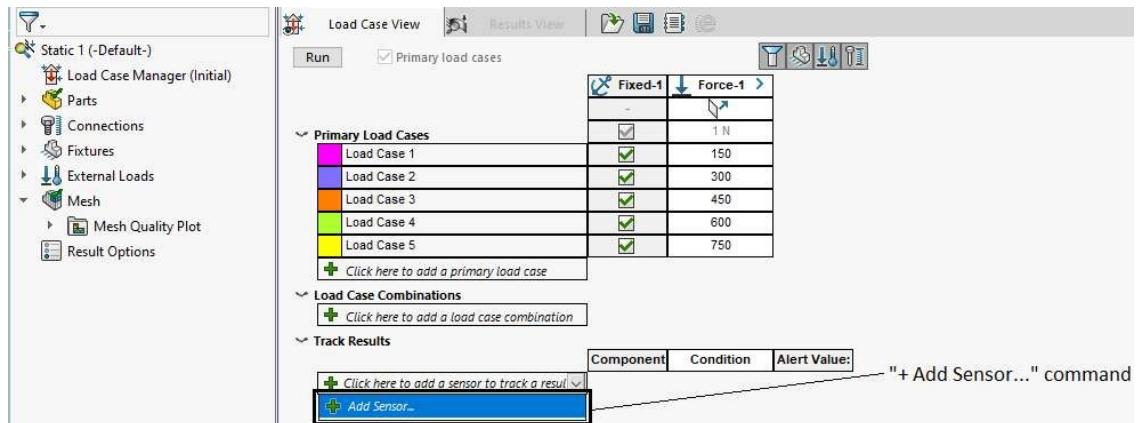 Static 1 (-Default-)
Load Case Manager (Initial)
Parts
Connections
Fixtures
External Loads
Mesh
Mesh Quality Plot
Result Options
Load Case View
Results View
Run
Primary load cases
Fixed-1
Force-1
-
Primary Load Cases
1 N
Load Case 1
150
Load Case 2
300
Load Case 3
450
Load Case 4
600
Load Case 5
750
Click here to add a primary load case
Load Case Combinations
Click here to add a load case combination
Track Results
Component
Condition
Alert Value:
Click here to add a sensor to track a resul
Add Sensor...
"+ Add Sensor..." command